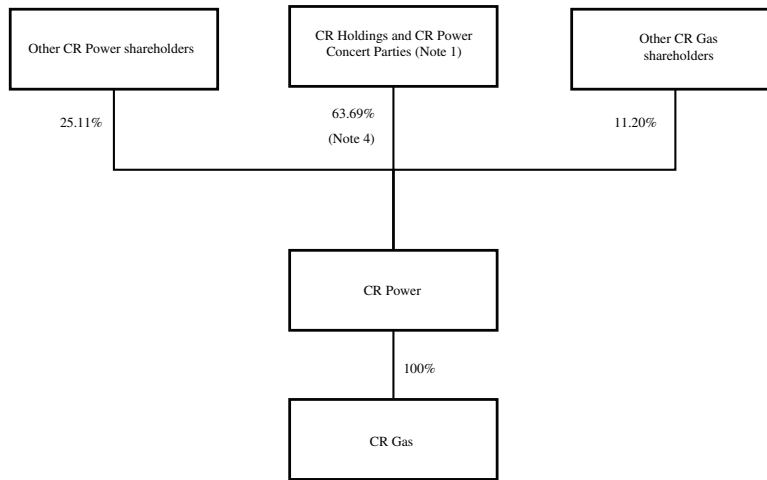 Other CR Power shareholders
CR Holdings and CR Power
Concert Parties (Note 1)
Other CR Gas
shareholders
25.11%
63.69%
(Note 4)
11.20%
CR Power
100%
CR Gas